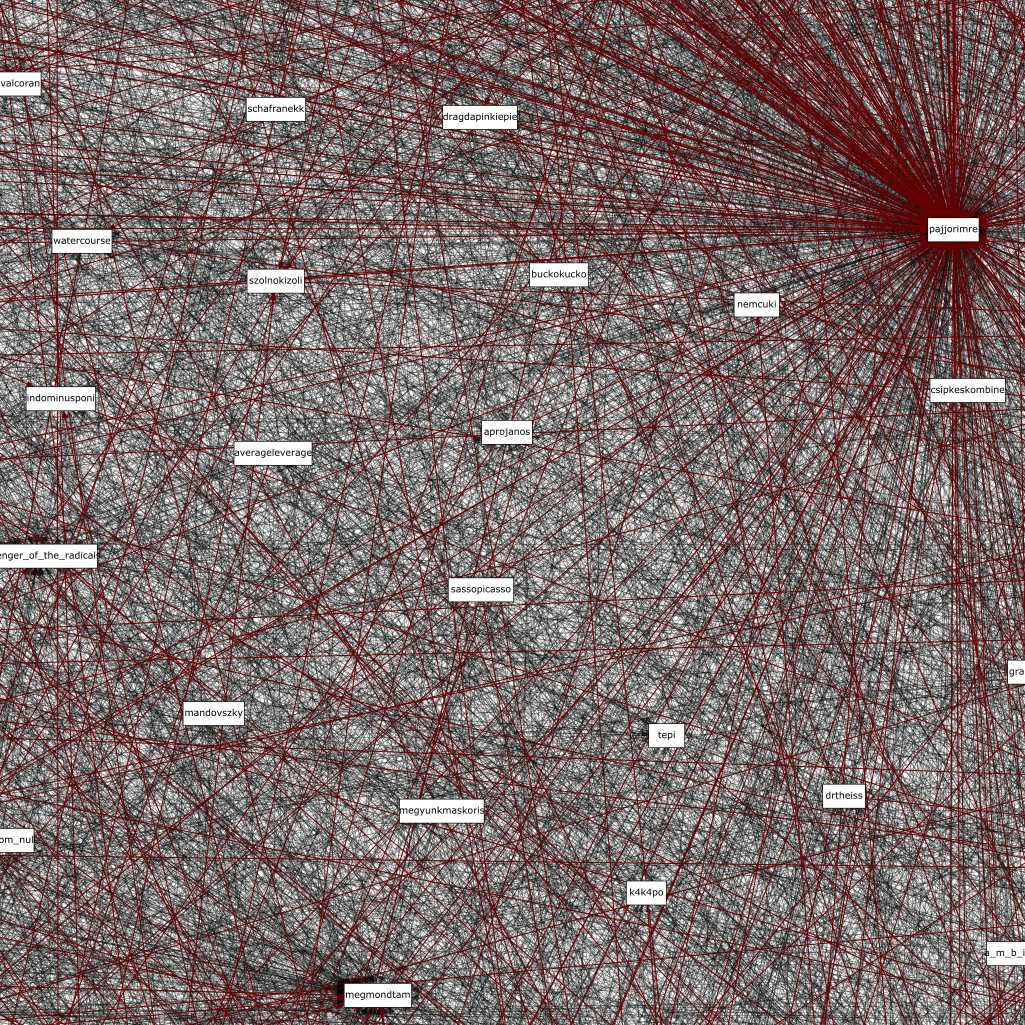 valcoran
schafranekk
dragdapinkiepie
pajjorimre
watercourse
buckokucko
szolnokizoli
nemcuki
csipkeskombine
indominusponi
aprojanos
averageleverage
enger_of_the_radicals
sassopicasso
gra
mandovszky
tepi
drtheiss
megyunkmaskoris
om_nul
k4k4po
a_m_b_i
megmondtam